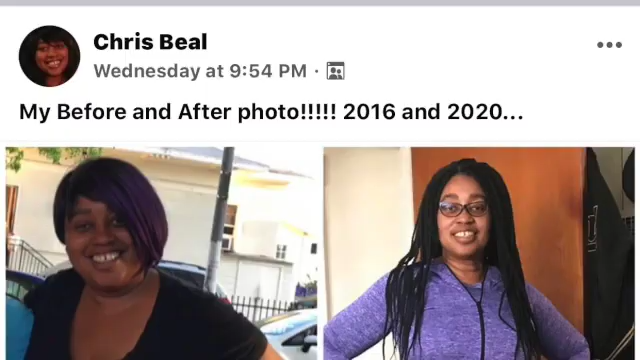 Chris Beal
Wednesday at 9:54 PM ·
My Before and After photo!!!!! 2016 and 2020...